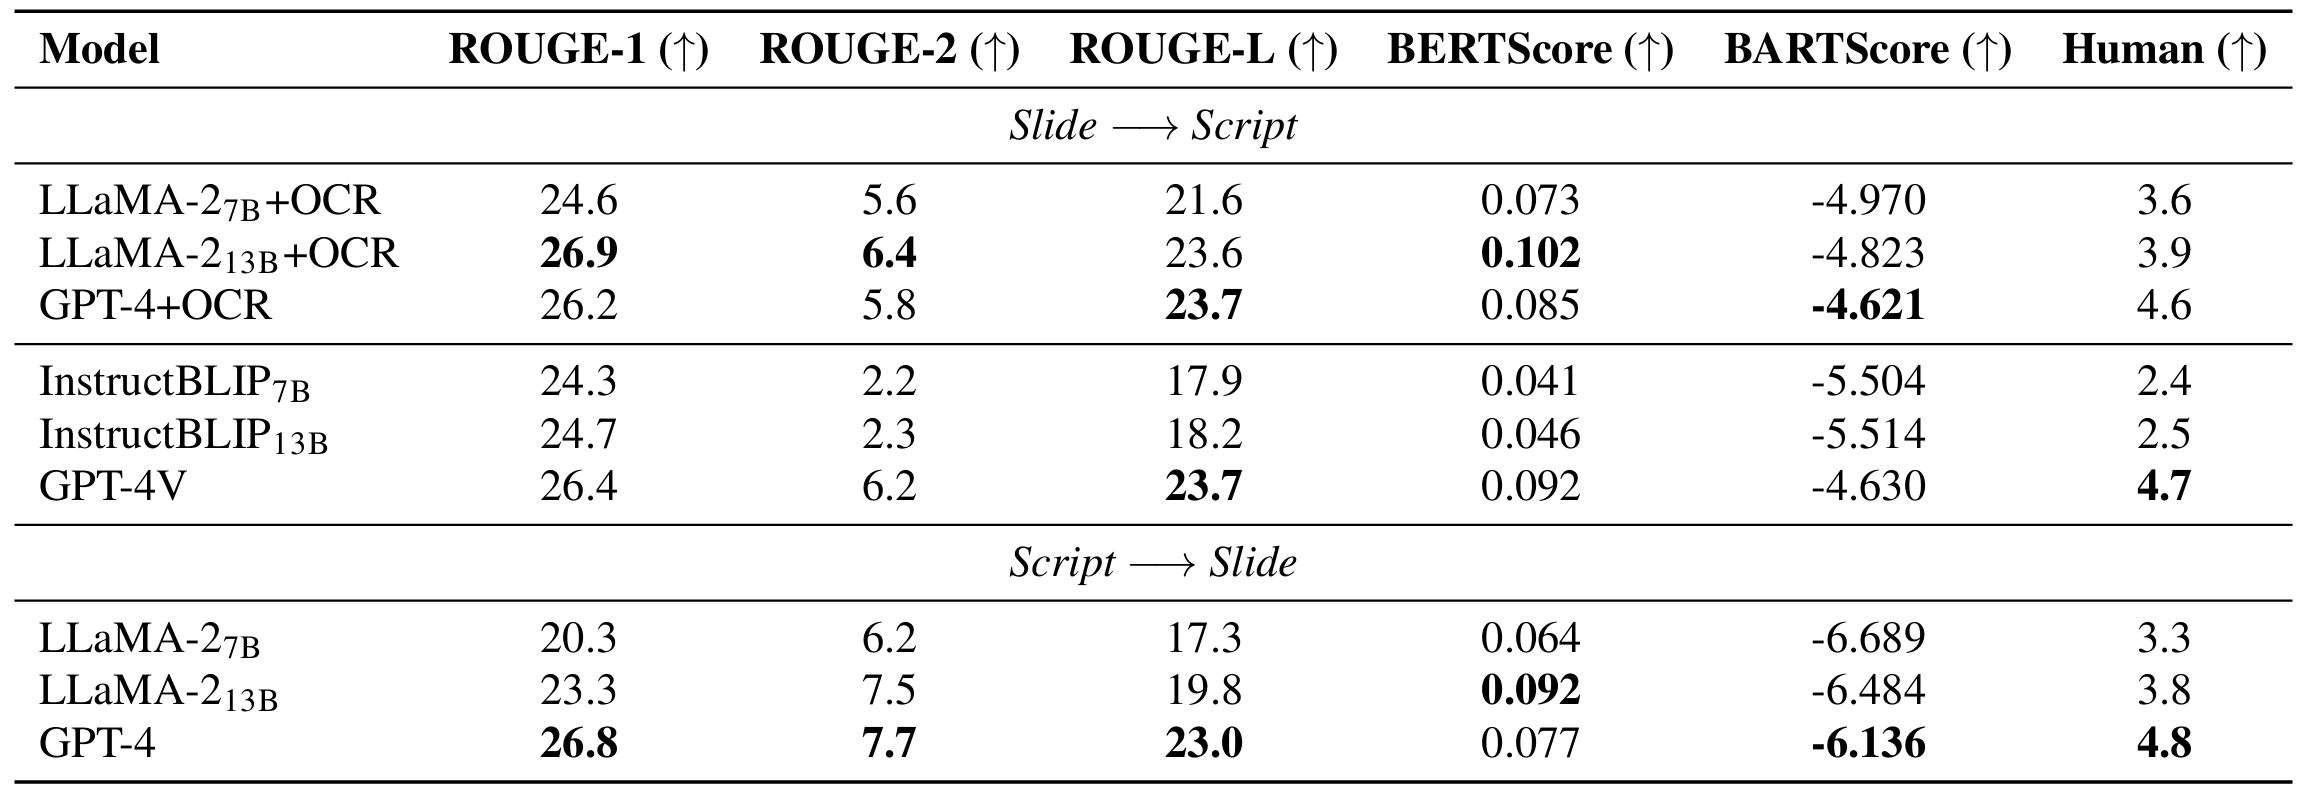 Model ROUGE-1 (↑) ROUGE-2 (↑) ROUGE-L (↑) BERTScore (↑) BARTScore (↑) Human (↑)
Slide ⟶ Script
LLaMA-2 7B+OCR 24.6 5.6 21.6 0.073 -4.970 3.6
LLaMA-2 13B+OCR 26.9 6.4 23.6 0.102 -4.823 3.9
GPT-4+OCR 26.2 5.8 23.7 0.085 -4.621 4.6
InstructBLIP 7B 24.3 2.2 17.9 0.041 -5.504 2.4
InstructBLIP 13B 24.7 2.3 18.2 0.046 -5.514 2.5
GPT-4V 26.4 6.2 23.7 0.092 -4.630 4.7
Script ⟶ Slide
LLaMA-2 7B 20.3 6.2 17.3 0.064 -6.689 3.3
LLaMA-2 13B 23.3 7.5 19.8 0.092 -6.484 3.8
GPT-4 26.8 7.7 23.0 0.077 -6.136 4.8